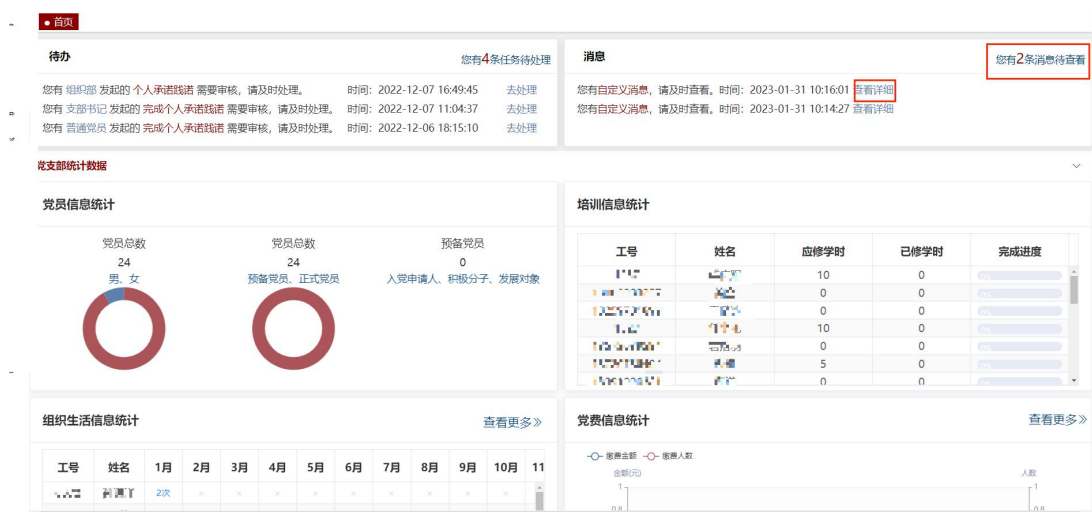 首页
待办
您有4条任务待处理
您有 组织部 发起的 个人承诺践诺 需要审核，请及时处理。 时间：2022-12-07 16:49:45 去处理
您有 支部书记 发起的 完成个人承诺践诺 需要审核，请及时处理。 时间：2022-12-07 11:04:37 去处理
您有 普通党员 发起的 完成个人承诺践诺 需要审核，请及时处理。 时间：2022-12-06 18:15:10 去处理
消息
您有2条消息待查看
您有自定义消息，请及时查看。时间：2023-01-31 10:16:01 查看详细
您有自定义消息，请及时查看。时间：2023-01-31 10:14:27 查看详细
党支部统计数据
党员信息统计
党员总数 党员总数 预备党员
24 24 0
男、女 预备党员、正式党员 入党申请人、积极分子、发展对象
培训信息统计
工号 姓名 应修学时 已修学时 完成进度
10 0 0%
0 0 0%
0 0 0%
10 0 0%
0 0 0%
5 0 0%
0 0 0%
组织生活信息统计 查看更多》
工号 姓名 1月 2月 3月 4月 5月 6月 7月 8月 9月 10月 11
2次 × × × × × × × × ×
党费信息统计 查看更多》
缴费金额 缴费人数
金额(元) 人数
1 1
0.8 0.8